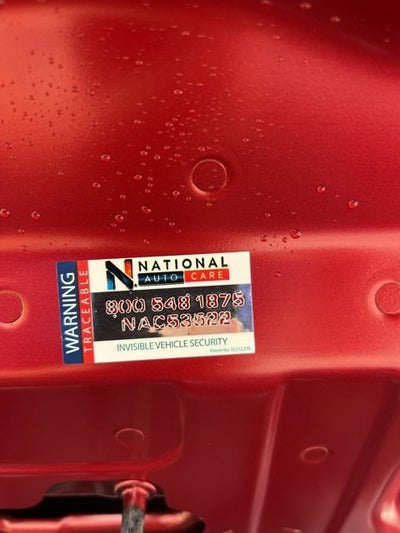 WARNING
TRACEABLE
N NATIONAL
AUTO CARE
800 548 1875
NAC53522
INVISIBLE VEHICLE SECURITY